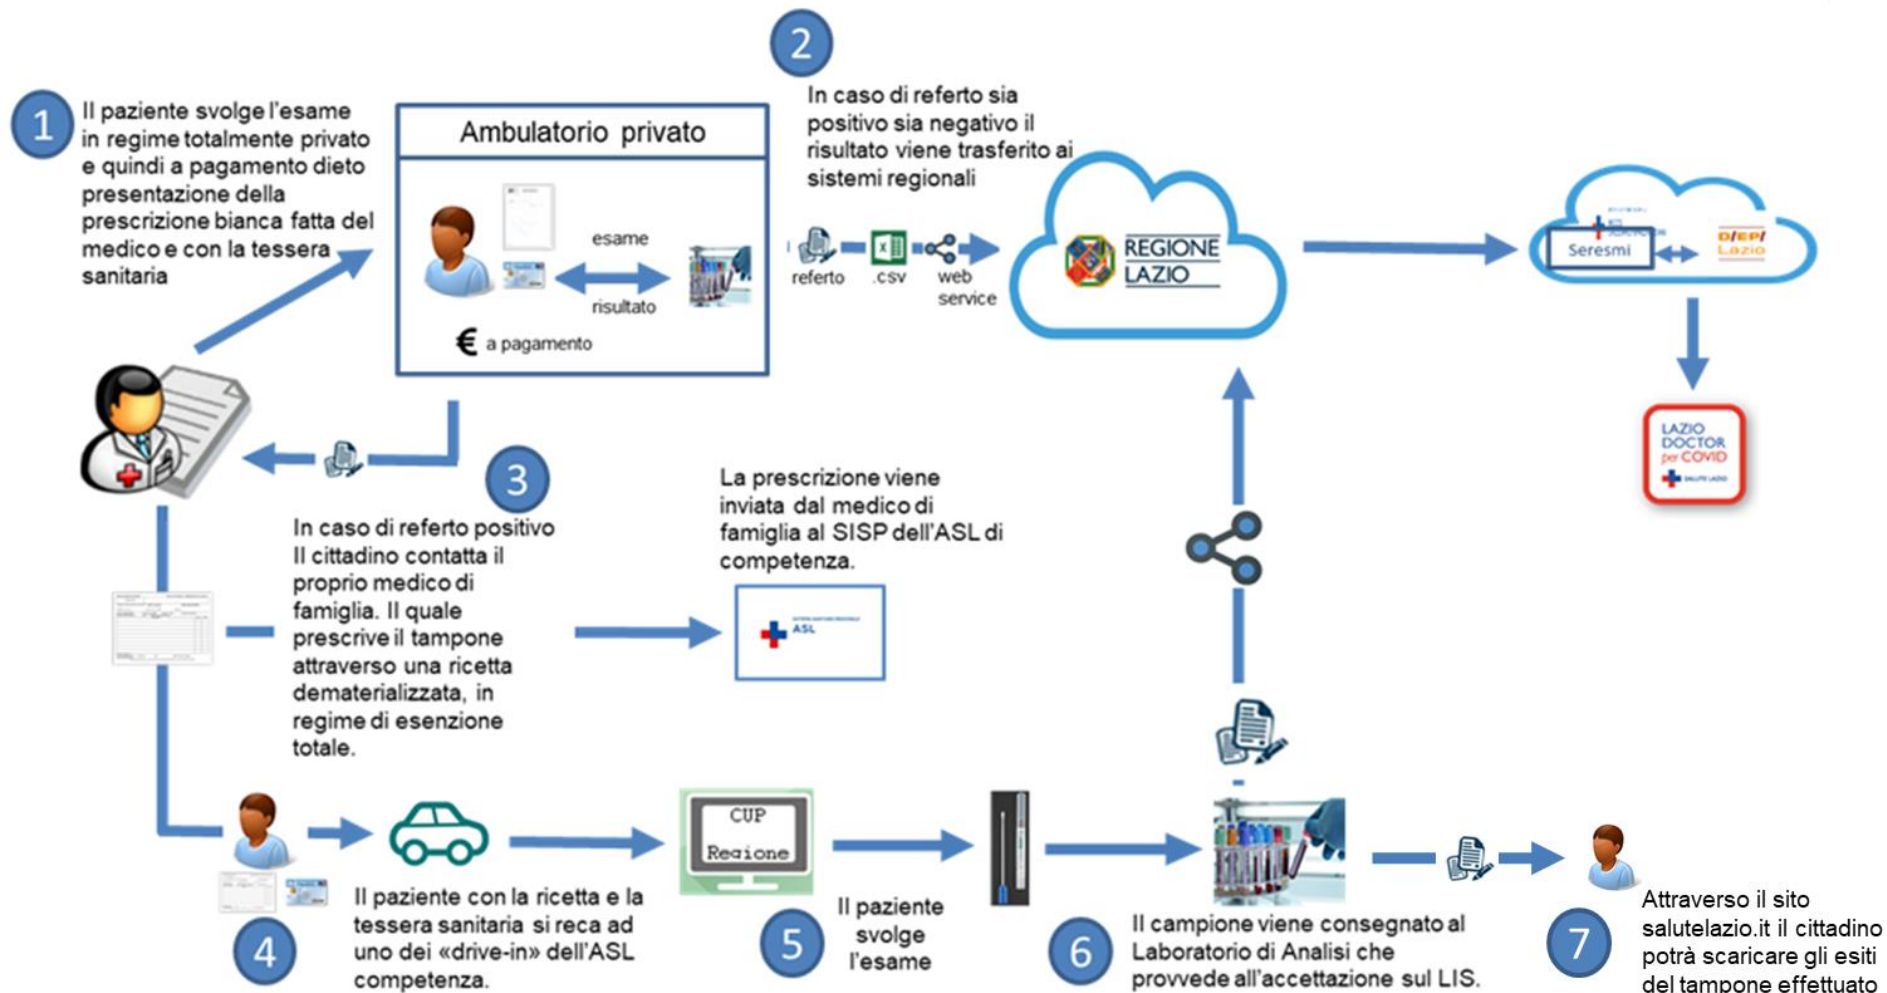 1
Il paziente svolge l'esame
in regime totalmente privato
e quindi a pagamento dieto
presentazione della
prescrizione bianca fatta del
medico e con la tessera
sanitaria
Ambulatorio privato
esame
risultato
€ a pagamento
2
In caso di referto sia
positivo sia negativo il
risultato viene trasferito ai
sistemi regionali
referto
.csv
web
service
REGIONE
LAZIO
Seresmi
D/EP/
Lazio
LAZIO
DOCTOR
per COVID
SALUTE LAZIO
3
In caso di referto positivo
Il cittadino contatta il
proprio medico di
famiglia. Il quale
prescrive il tampone
attraverso una ricetta
dematerializzata, in
regime di esenzione
totale.
La prescrizione viene
inviata dal medico di
famiglia al SISP dell'ASL di
competenza.
ASL
4
Il paziente con la ricetta e la
tessera sanitaria si reca ad
uno dei «drive-in» dell'ASL
competenza.
CUP
Regione
5
Il paziente
svolge
l'esame
6
Il campione viene consegnato al
Laboratorio di Analisi che
provvede all'accettazione sul LIS.
7
Attraverso il sito
salutelazio.it il cittadino
potrà scaricare gli esiti
del tampone effettuato